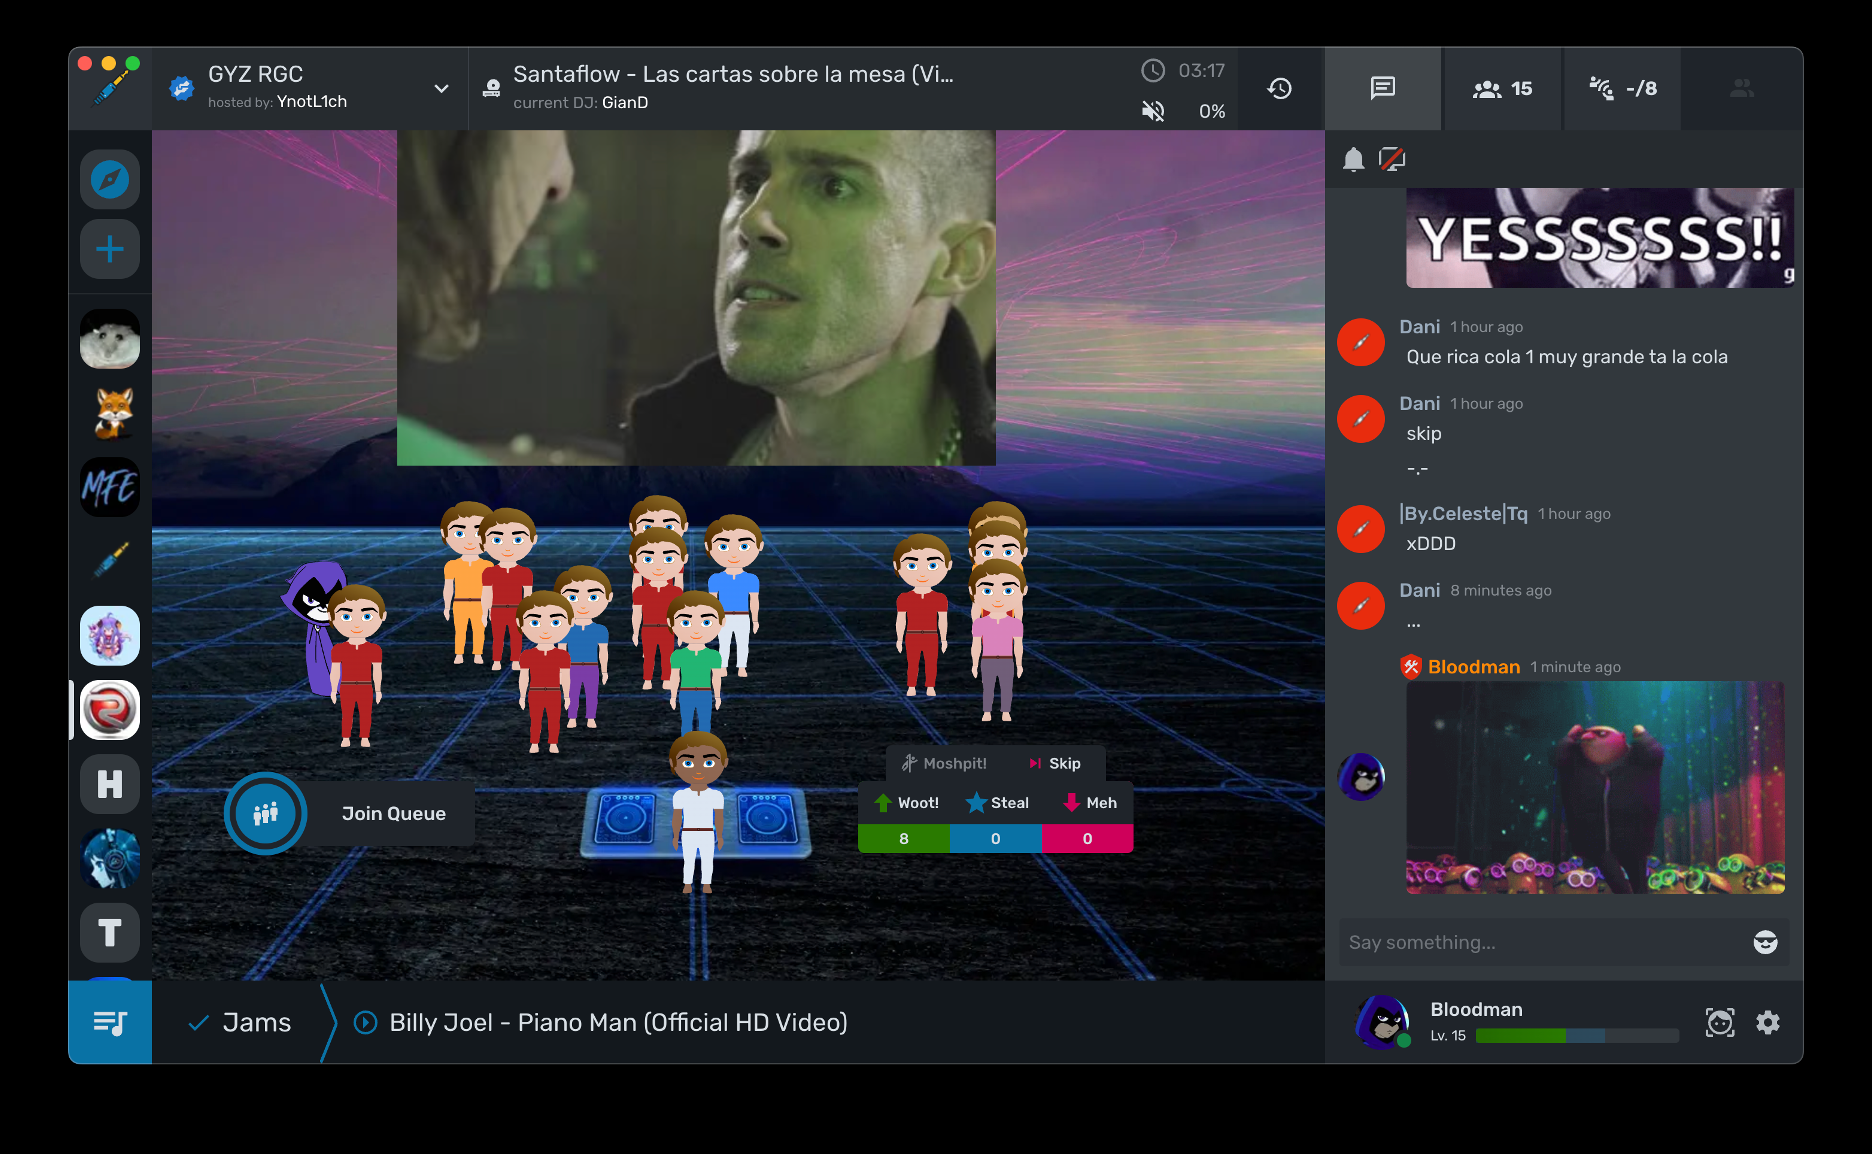 GYZ RGC
hosted by: YnotL1ch
Santaflow - Las cartas sobre la mesa (Vi...
current DJ: GianD
03:17
0%
15
-/8
YESSSSSSS!!
g
Dani 1 hour ago
Que rica cola 1 muy grande ta la cola
Dani 1 hour ago
skip
-.-
|By.Celeste|Tq 1 hour ago
xDDD
Dani 8 minutes ago
...
Bloodman 1 minute ago
MFE
H
T
Moshpit! Skip
Woot! Steal Meh
8 0 0
Join Queue
Say something...
Jams
Billy Joel - Piano Man (Official HD Video)
Bloodman
Lv. 15